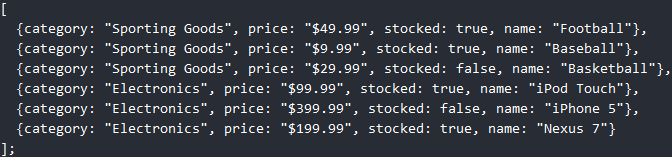 [
  {category: "Sporting Goods", price: "$49.99", stocked: true, name: "Football"},
  {category: "Sporting Goods", price: "$9.99", stocked: true, name: "Baseball"},
  {category: "Sporting Goods", price: "$29.99", stocked: false, name: "Basketball"},
  {category: "Electronics", price: "$99.99", stocked: true, name: "iPod Touch"},
  {category: "Electronics", price: "$399.99", stocked: false, name: "iPhone 5"},
  {category: "Electronics", price: "$199.99", stocked: true, name: "Nexus 7"}
];